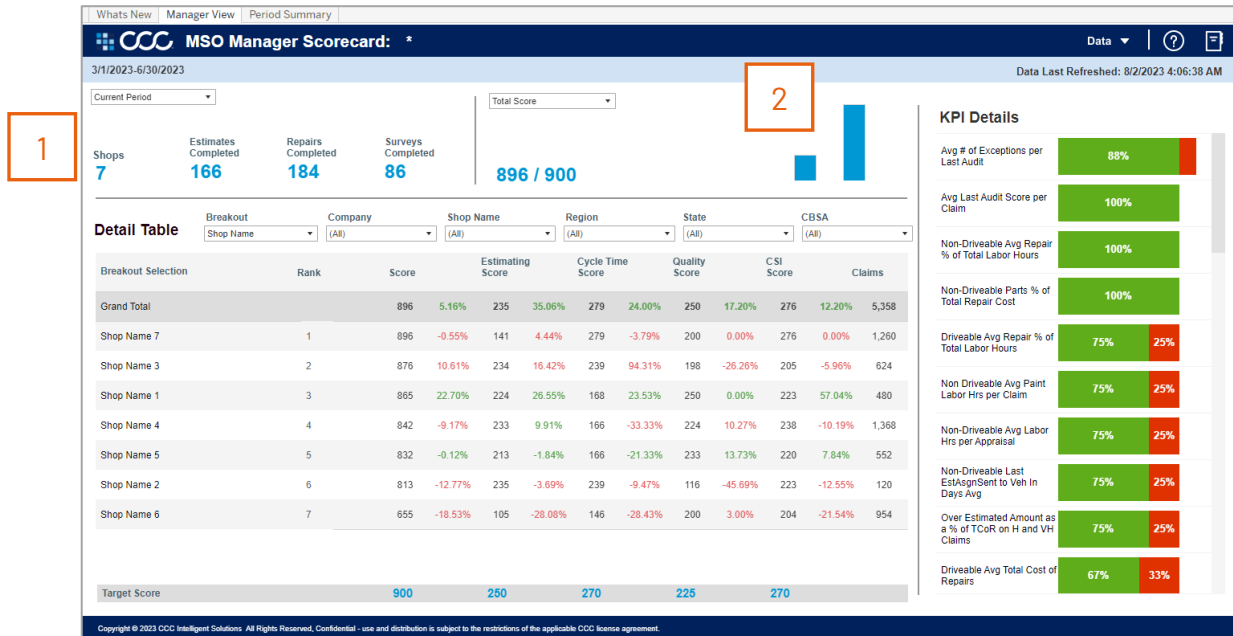 Whats New Manager View Period Summary
CCC MSO Manager Scorecard: *
Data ?
3/1/2023-6/30/2023
Data Last Refreshed: 8/2/2023 4:06:38 AM
1
Current Period
Shops
7
Estimates
Completed
166
Repairs
Completed
184
Surveys
Completed
86
Total Score
896 / 900
2
Detail Table
Breakout
Shop Name
Company
(All)
Shop Name
(All)
Region
(All)
State
(All)
CBSA
(All)
Breakout Selection Rank Score Estimating Score Cycle Time Score Quality Score CSI Score Claims
Grand Total 896 5.16% 235 35.06% 279 24.00% 250 17.20% 276 12.20% 5,358
Shop Name 7 1 896 -0.55% 141 4.44% 279 -3.79% 200 0.00% 276 0.00% 1,260
Shop Name 3 2 876 10.61% 234 16.42% 239 94.31% 198 -26.26% 205 -5.96% 624
Shop Name 1 3 865 22.70% 224 26.55% 168 23.53% 250 0.00% 223 57.04% 480
Shop Name 4 4 842 -9.17% 233 9.91% 166 -33.33% 224 10.27% 238 -10.19% 1,368
Shop Name 5 5 832 -0.12% 213 -1.84% 166 -21.33% 233 13.73% 220 7.84% 552
Shop Name 2 6 813 -12.77% 235 -3.69% 239 -9.47% 116 -45.69% 223 -12.55% 120
Shop Name 6 7 655 -18.53% 105 -28.08% 146 -28.43% 200 3.00% 204 -21.54% 954
Target Score 900 250 270 225 270
KPI Details
Avg # of Exceptions per
Last Audit
88%
Avg Last Audit Score per
Claim
100%
Non-Driveable Avg Repair
% of Total Labor Hours
100%
Non-Driveable Parts % of
Total Repair Cost
100%
Driveable Avg Repair % of
Total Labor Hours
75% 25%
Non Driveable Avg Paint
Labor Hrs per Claim
75% 25%
Non-Driveable Avg Labor
Hrs per Appraisal
75% 25%
Non-Driveable Last
EstAsgnSent to Veh In
Days Avg
75% 25%
Over Estimated Amount as
a % of TCoR on H and VH
Claims
75% 25%
Driveable Avg Total Cost of
Repairs
67% 33%
Copyright © 2023 CCC Intelligent Solutions All Rights Reserved, Confidential - use and distribution is subject to the restrictions of the applicable CCC license agreement.